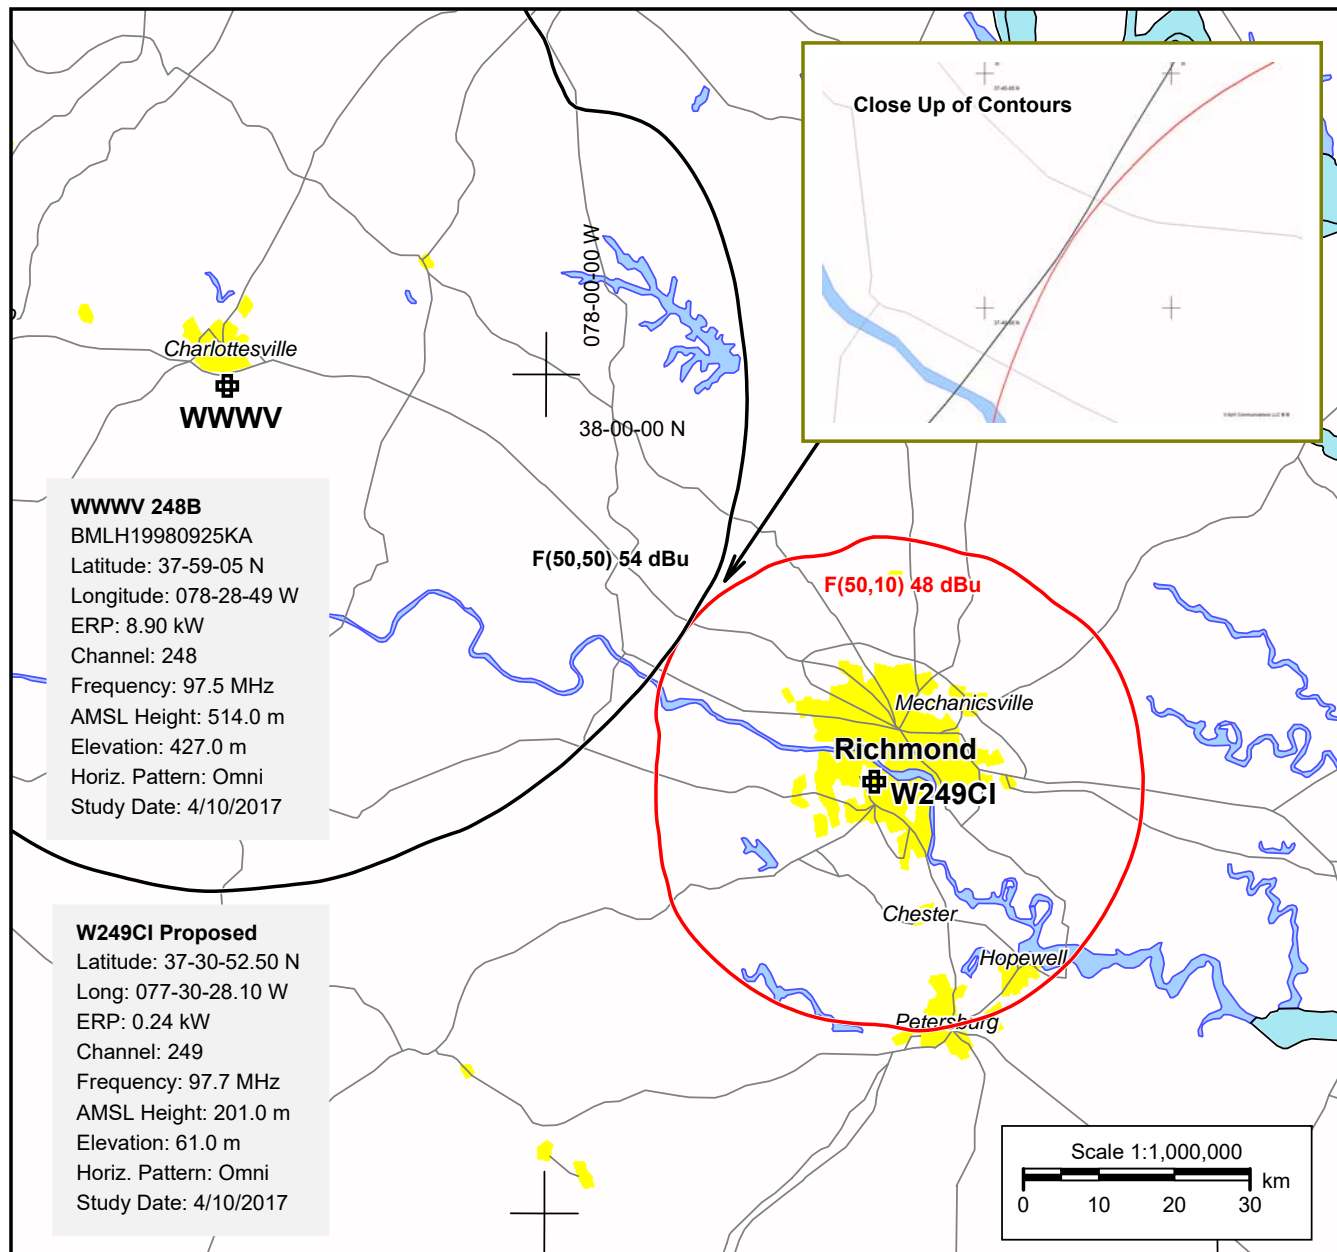 Close Up of Contours
078-00-00 W
Charlottesville
WWWV
38-00-00 N
WWWV 248B
BMLH19980925KA
Latitude: 37-59-05 N
Longitude: 078-28-49 W
ERP: 8.90 kW
Channel: 248
Frequency: 97.5 MHz
AMSL Height: 514.0 m
Elevation: 427.0 m
Horiz. Pattern: Omni
Study Date: 4/10/2017
F(50,50) 54 dBu
F(50,10) 48 dBu
Mechanicsville
Richmond
W249CI
Chester
Hopewell
Petersburg
W249CI Proposed
Latitude: 37-30-52.50 N
Long: 077-30-28.10 W
ERP: 0.24 kW
Channel: 249
Frequency: 97.7 MHz
AMSL Height: 201.0 m
Elevation: 61.0 m
Horiz. Pattern: Omni
Study Date: 4/10/2017
Scale 1:1,000,000
km
0 10 20 30